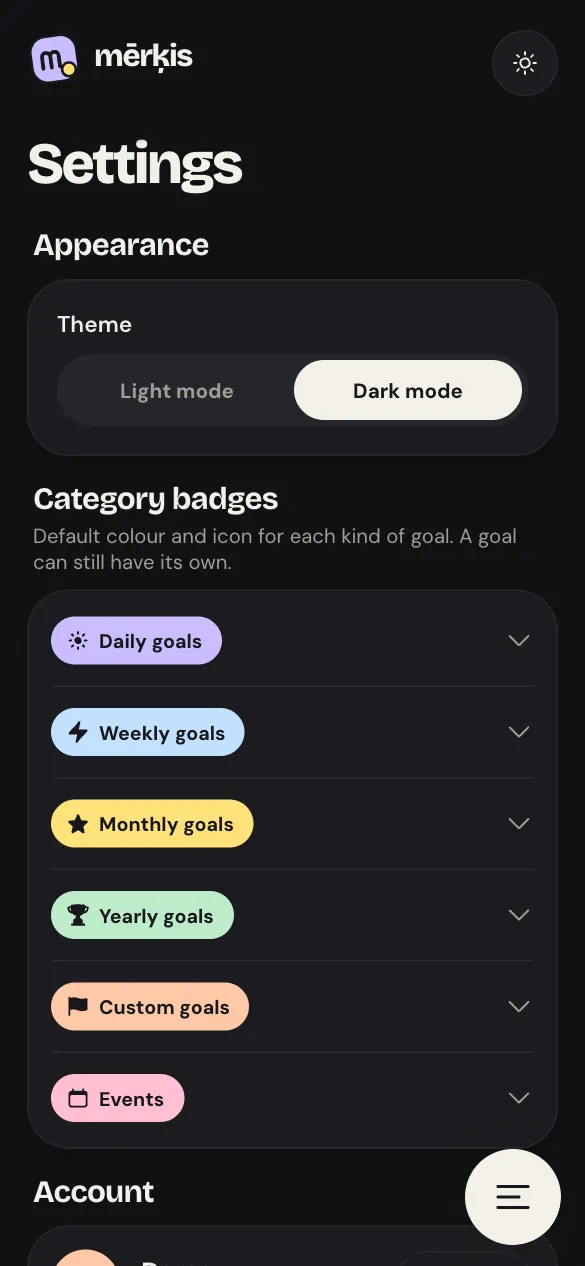 mērķis
Settings
Appearance
Theme
Light mode
Dark mode
Category badges
Default colour and icon for each kind of goal. A goal
can still have its own.
Daily goals
Weekly goals
Monthly goals
Yearly goals
Custom goals
Events
Account